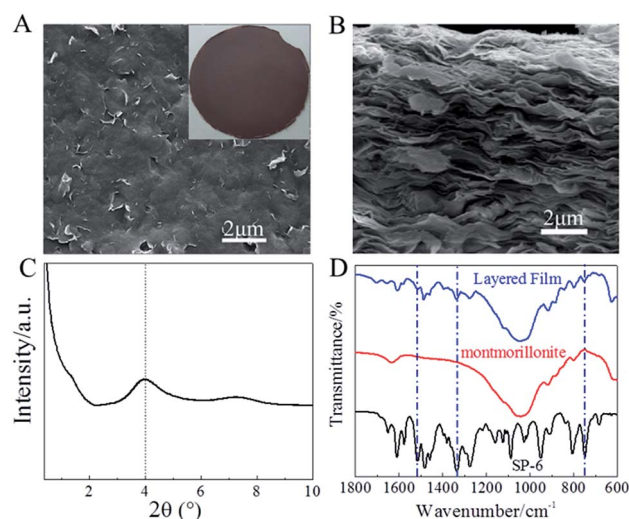 A
2μm
B
2μm
C
Intensity/a.u.
2 4 6 8 10
2θ (°)
D
Transmittance/%
Layered Film
montmorillonite
SP-6
1800 1600 1400 1200 1000 800 600
Wavenumber/cm⁻¹